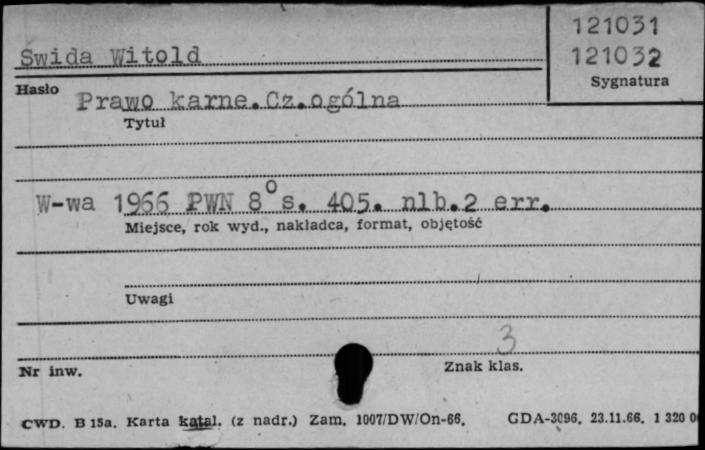 121031
Swida Witold
121032
Sygnatura
Hasło
Prawo karne.Cz.ogólna
Tytuł
W-wa 1966 PWN 8° s. 405. nlb.2 err.
Miejsce, rok wyd., nakładca, format, objętość
Uwagi
3
Nr inw.
Znak klas.
CWD. B 15a. Karta katal. (z nadr.) Zam. 1007/DW/On-66. GDA-3096. 23.11.66. 1 320